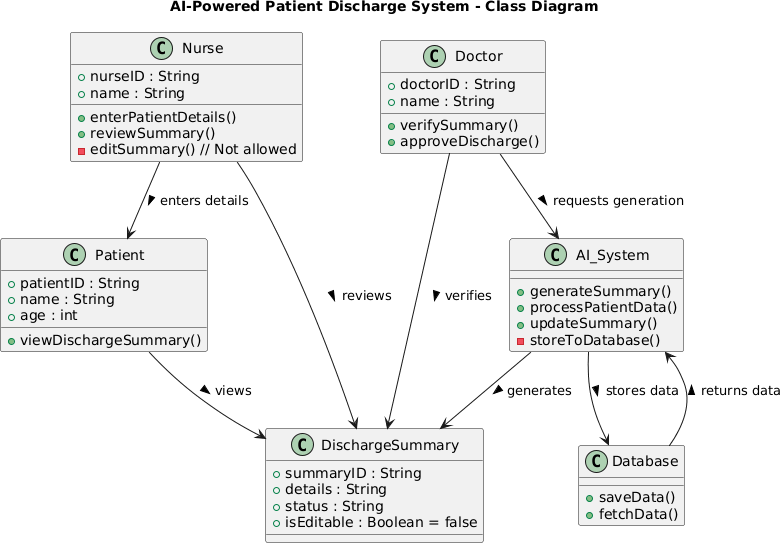 AI-Powered Patient Discharge System - Class Diagram
C Nurse
nurseID : String
name : String
enterPatientDetails()
reviewSummary()
editSummary() // Not allowed
C Doctor
doctorID : String
name : String
verifySummary()
approveDischarge()
enters details
requests generation
C Patient
patientID : String
name : String
age : int
viewDischargeSummary()
reviews
verifies
C AI_System
generateSummary()
processPatientData()
updateSummary()
storeToDatabase()
views
generates
stores data
returns data
C DischargeSummary
summaryID : String
details : String
status : String
isEditable : Boolean = false
C Database
saveData()
fetchData()